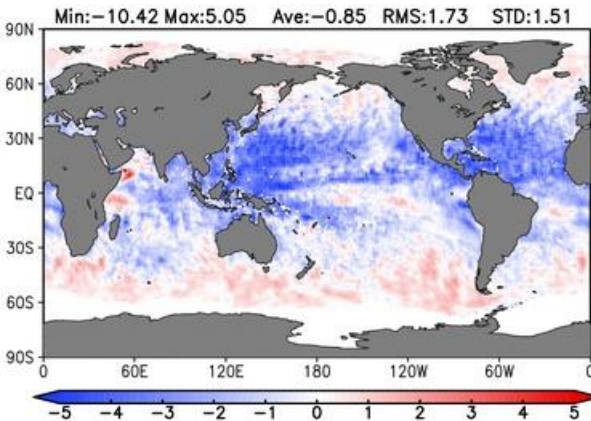 Min:−10.42 Max:5.05 Ave:−0.85 RMS:1.73 STD:1.51
90N
60N
30N
EQ
30S
60S
90S
0 60E 120E 180 120W 60W 0
−5 −4 −3 −2 −1 0 1 2 3 4 5